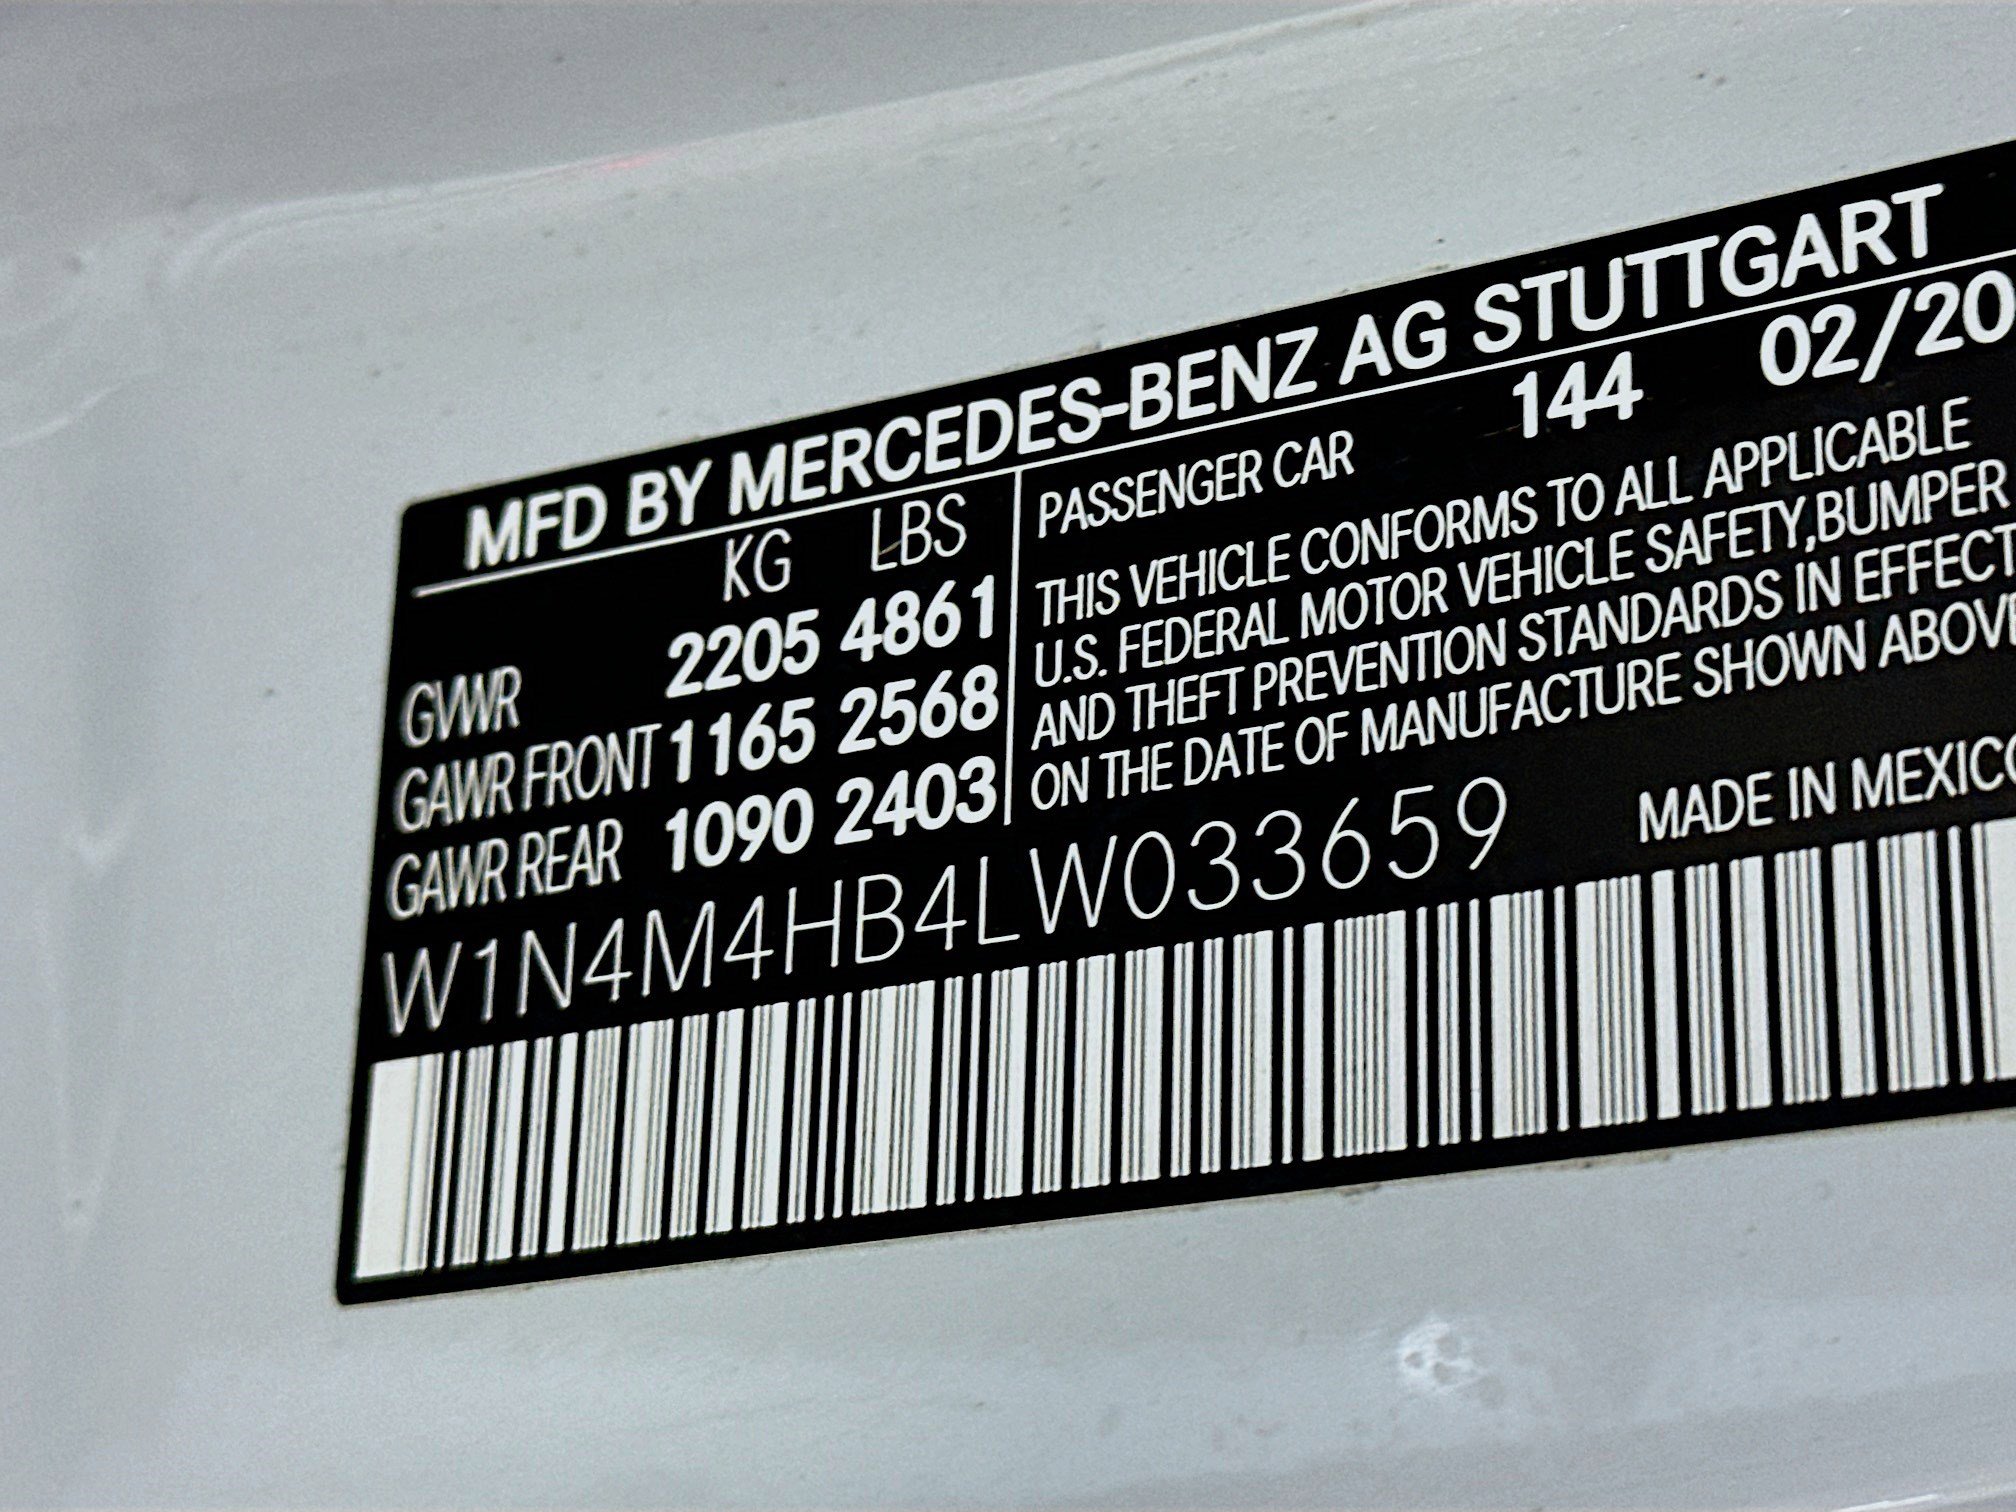 MFD BY MERCEDES-BENZ AG STUTTGART
KG LBS
GVWR 2205 4861
GAWR FRONT 1165 2568
GAWR REAR 1090 2403
PASSENGER CAR 144 02/20
THIS VEHICLE CONFORMS TO ALL APPLICABLE
U.S. FEDERAL MOTOR VEHICLE SAFETY,BUMPER
AND THEFT PREVENTION STANDARDS IN EFFECT
ON THE DATE OF MANUFACTURE SHOWN ABOVE
W1N4M4HB4LW033659 MADE IN MEXICO